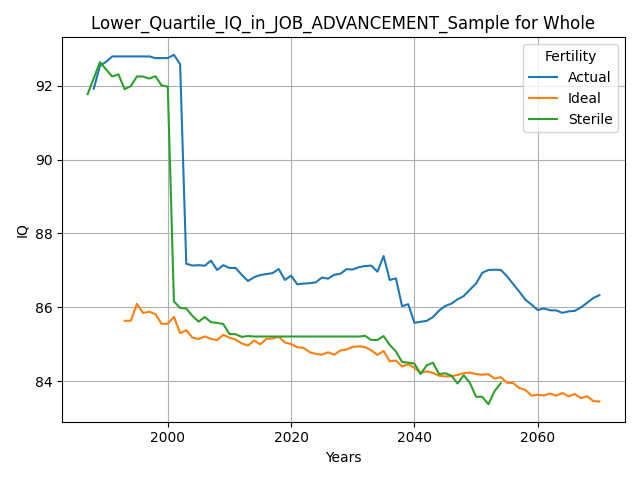 Lower_Quartile_IQ_in_JOB_ADVANCEMENT_Sample for Whole
Fertility
Actual
Ideal
Sterile
IQ
92
90
88
86
84
2000
2020
2040
2060
Years